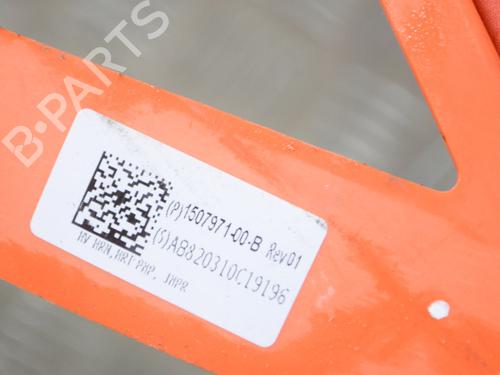 B-PARTS
(P)1507971-00-B Rev01
(S)AB820310C19196
HV HRN,HRT PMP, JMPR